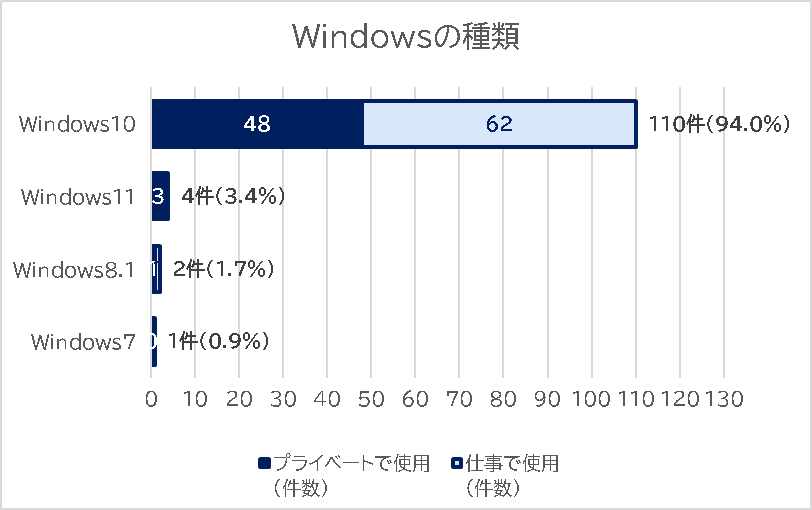 Windowsの種類
Windows10
48
62
110件(94.0%)
Windows11
3
4件(3.4%)
Windows8.1
1
2件(1.7%)
Windows7
0
1件(0.9%)
0 10 20 30 40 50 60 70 80 90 100 110 120 130
プライベートで使用
(件数)
仕事で使用
(件数)